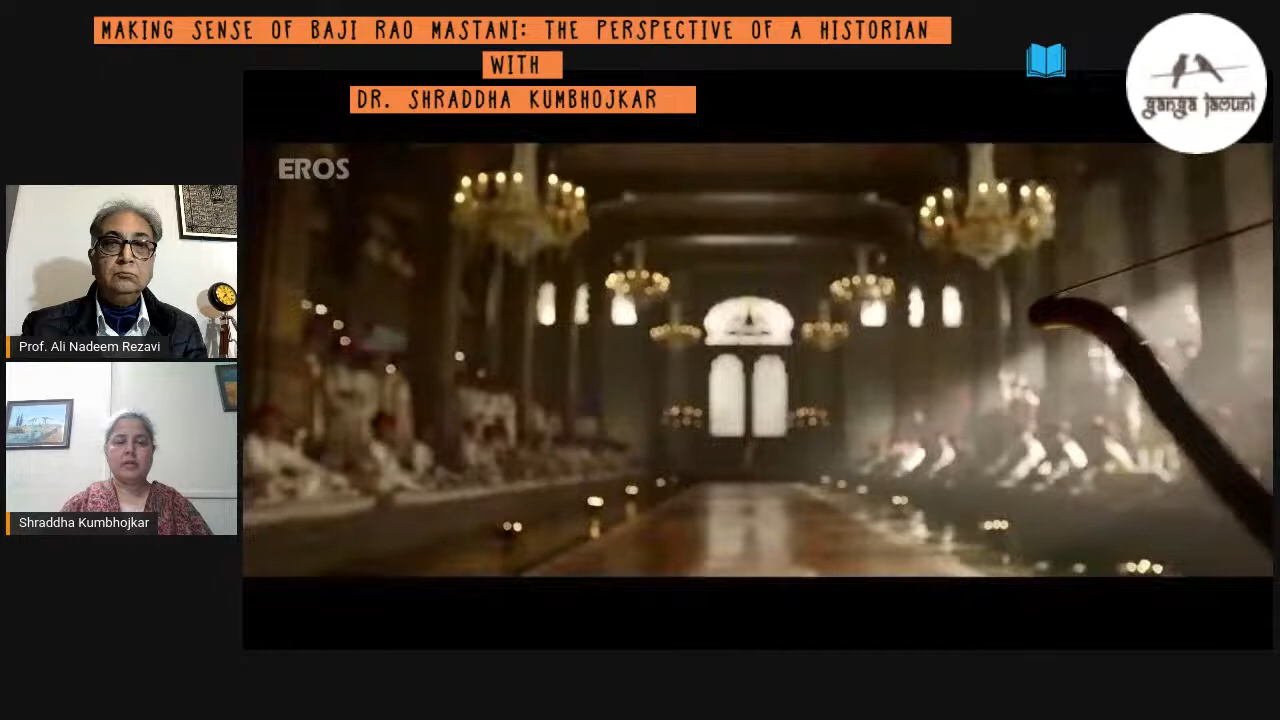 MAKING SENSE OF BAJI RAO MASTANI: THE PERSPECTIVE OF A HISTORIAN
WITH
DR. SHRADDHA KUMBHOJKAR
ganga jamuni
EROS
Prof. Ali Nadeem Rezavi
Shraddha Kumbhojkar